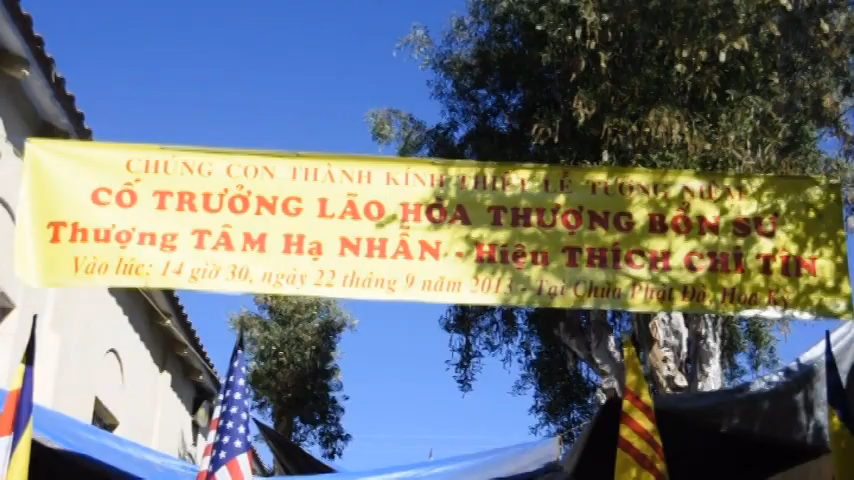 CHÚNG CON THÀNH KÍNH THIẾT LỄ TƯỞNG NIỆM
CỐ TRƯỞNG LÃO HÒA THƯỢNG BỔN SƯ
Thượng TÂM Hạ NHẪN - Hiệu THÍCH CHÍ TÍN
Vào lúc: 14 giờ 30, ngày 22 tháng 9 năm 2013 - Tại Chùa Phật Đà, Hoa Kỳ